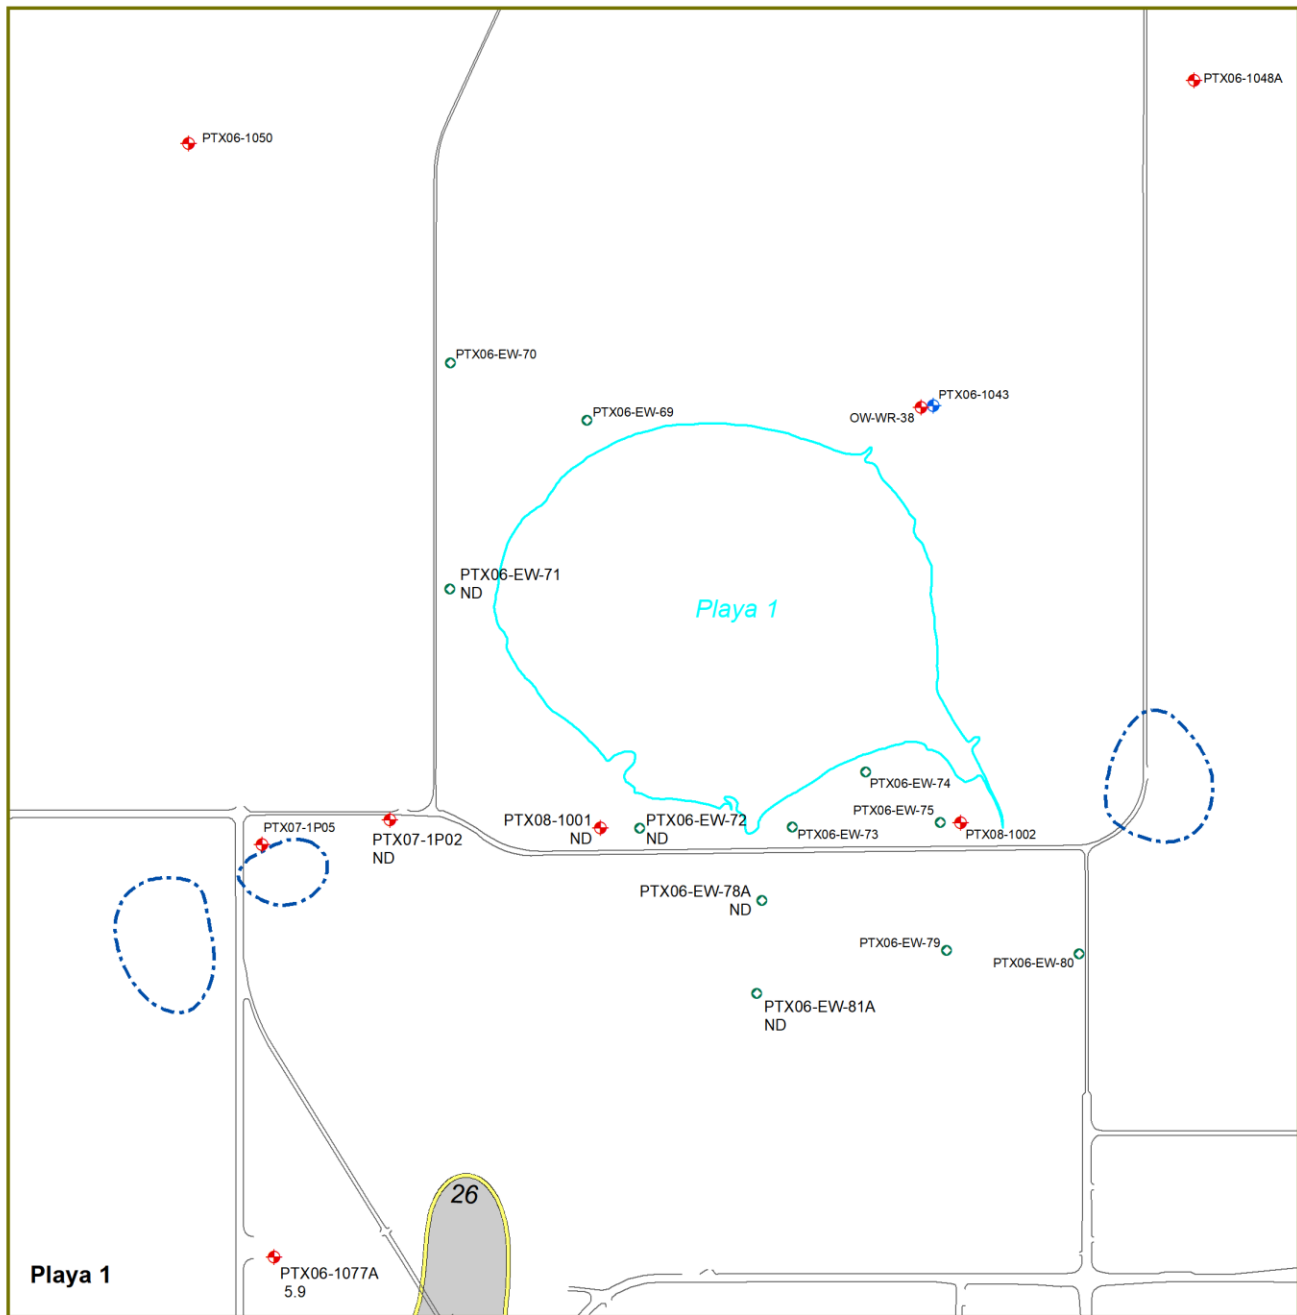 PTX06-1048A
PTX06-1050
PTX06-EW-70
PTX06-1043
PTX06-EW-69
OW-WR-38
PTX06-EW-71
ND
Playa 1
PTX06-EW-74
PTX06-EW-75
PTX08-1001
ND
PTX06-EW-72
ND
PTX06-EW-73
PTX08-1002
PTX07-1P05
PTX07-1P02
ND
PTX06-EW-78A
ND
PTX06-EW-79
PTX06-EW-80
PTX06-EW-81A
ND
26
PTX06-1077A
5.9
Playa 1